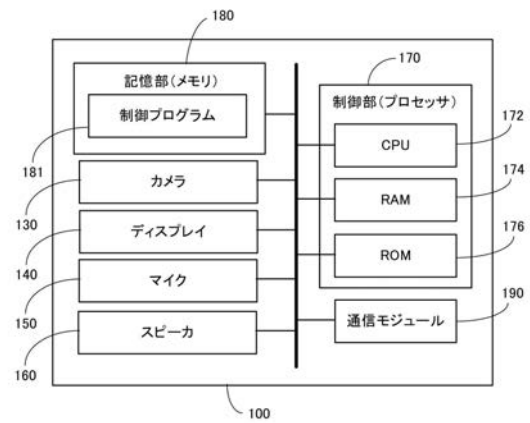 180
記憶部(メモリ)
制御プログラム
181
カメラ
130
ディスプレイ
140
マイク
150
スピーカ
160
170
制御部(プロセッサ)
172
CPU
174
RAM
176
ROM
190
通信モジュール
100